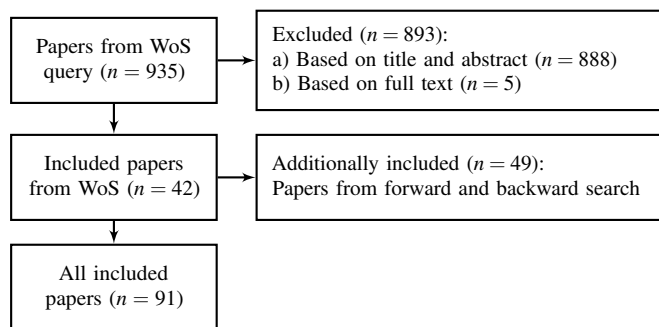 Papers from WoS
query (n = 935)
Excluded (n = 893):
a) Based on title and abstract (n = 888)
b) Based on full text (n = 5)
Included papers
from WoS (n = 42)
Additionally included (n = 49):
Papers from forward and backward search
All included
papers (n = 91)